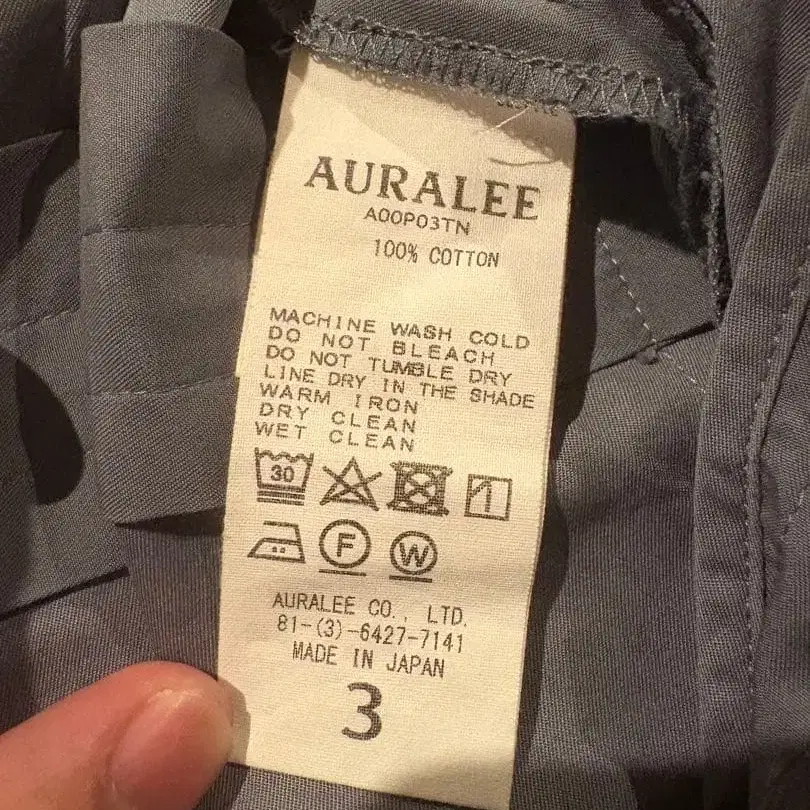 AURALEE
A00P03TN
100% COTTON
MACHINE WASH COLD
DO NOT BLEACH
DO NOT TUMBLE DRY
LINE DRY IN THE SHADE
WARM IRON
DRY CLEAN
WET CLEAN
30
F W
AURALEE CO., LTD.
81-(3)-6427-7141
MADE IN JAPAN
3